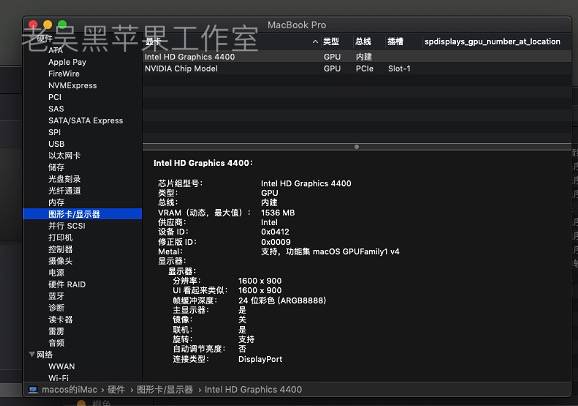 MacBook Pro
老吴黑苹果工作室
硬件
ATA
Apple Pay
FireWire
NVMExpress
PCI
SAS
SATA/SATA Express
SPI
USB
以太网卡
储存
光盘刻录
光纤通道
内存
图形卡/显示器
并行 SCSI
打印机
控制器
摄像头
电源
硬件 RAID
蓝牙
诊断
读卡器
雷雳
音频
网络
WWAN
Wi-Fi
显卡 类型 总线 插槽 spdisplays_gpu_number_at_location
Intel HD Graphics 4400 GPU 内建
NVIDIA Chip Model GPU PCIe Slot-1
Intel HD Graphics 4400:
芯片组型号: Intel HD Graphics 4400
类型: GPU
总线: 内建
VRAM（动态，最大值）: 1536 MB
供应商: Intel
设备 ID: 0x0412
修正版 ID: 0x0009
Metal: 支持，功能集 macOS GPUFamily1 v4
显示器:
显示器:
分辨率: 1600 x 900
UI 看起来类似: 1600 x 900
帧缓冲深度: 24 位彩色 (ARGB8888)
主显示器: 是
镜像: 关
联机: 是
旋转: 支持
自动调节亮度: 否
连接类型: DisplayPort
macos的iMac › 硬件 › 图形卡/显示器 › Intel HD Graphics 4400